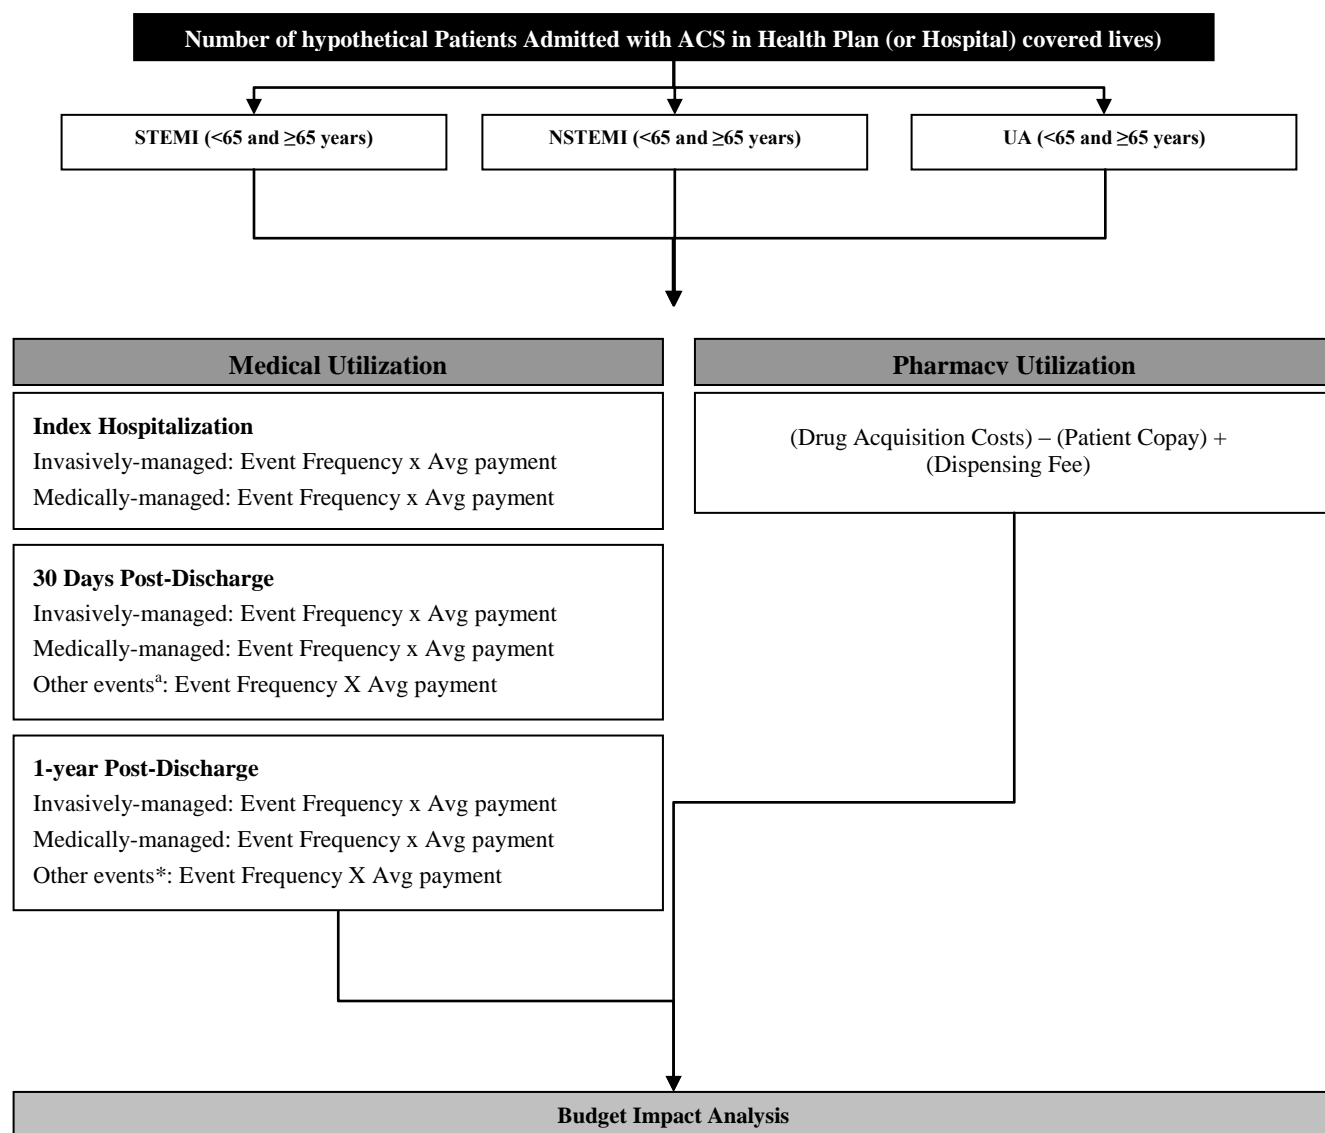 Number of hypothetical Patients Admitted with ACS in Health Plan (or Hospital) covered lives)
STEMI (<65 and ≥65 years)
NSTEMI (<65 and ≥65 years)
UA (<65 and ≥65 years)
Medical Utilization
Index Hospitalization
Invasively-managed: Event Frequency x Avg payment
Medically-managed: Event Frequency x Avg payment
30 Days Post-Discharge
Invasively-managed: Event Frequency x Avg payment
Medically-managed: Event Frequency x Avg payment
Other eventsᵃ: Event Frequency X Avg payment
1-year Post-Discharge
Invasively-managed: Event Frequency x Avg payment
Medically-managed: Event Frequency x Avg payment
Other events*: Event Frequency X Avg payment
Pharmacy Utilization
(Drug Acquisition Costs) – (Patient Copay) +
(Dispensing Fee)
Budget Impact Analysis